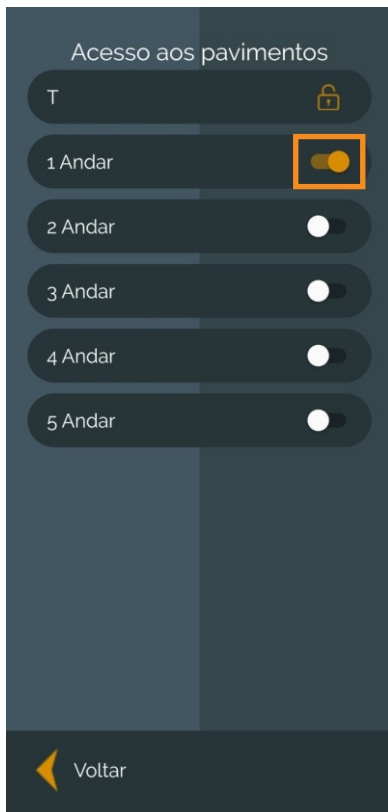 Acesso aos pavimentos
T
1 Andar
2 Andar
3 Andar
4 Andar
5 Andar
Voltar